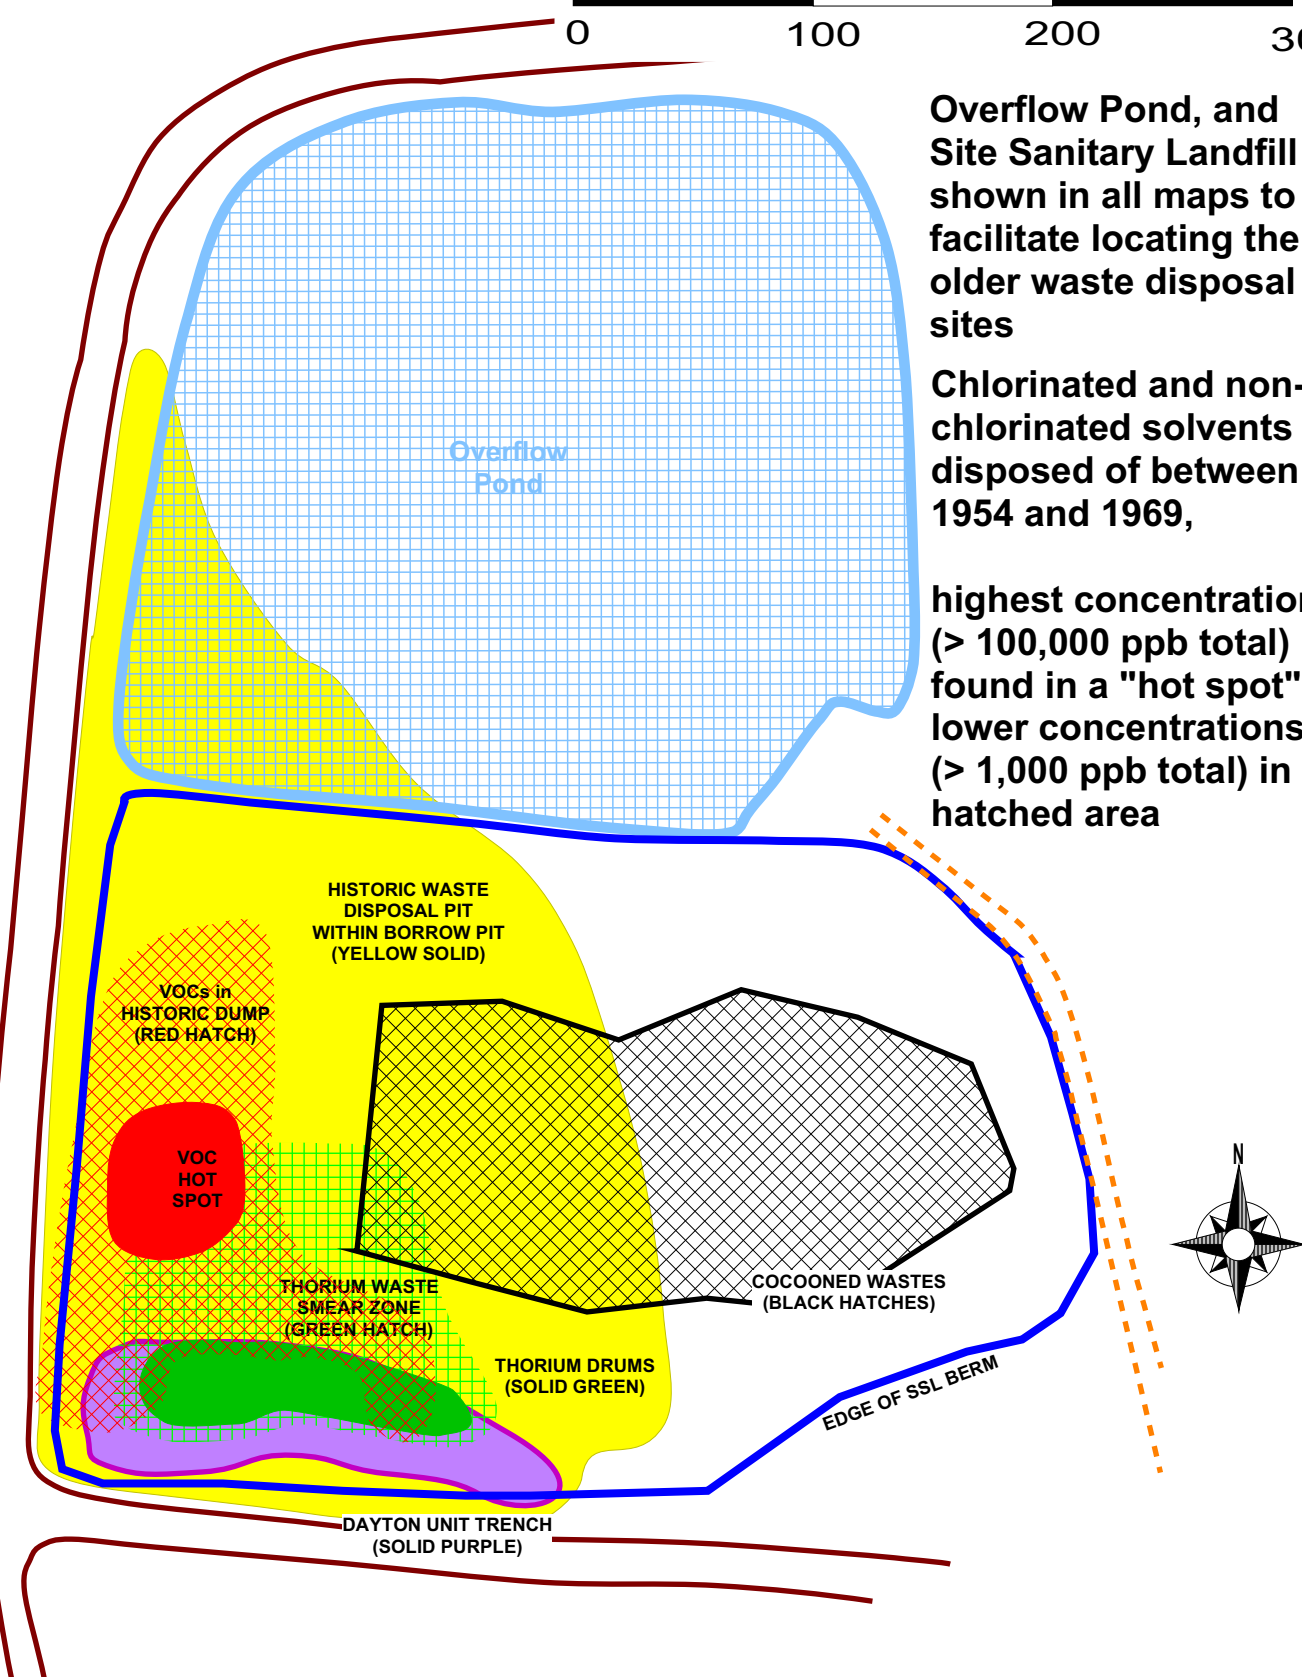 0 100 200
Overflow Pond, and
Site Sanitary Landfill
shown in all maps to
facilitate locating the
older waste disposal
sites
Chlorinated and non-
chlorinated solvents
disposed of between
1954 and 1969,
highest concentration
(> 100,000 ppb total)
found in a "hot spot"
lower concentrations
(> 1,000 ppb total) in
hatched area
Overflow
Pond
HISTORIC WASTE
DISPOSAL PIT
WITHIN BORROW PIT
(YELLOW SOLID)
VOCs in
HISTORIC DUMP
(RED HATCH)
VOC
HOT
SPOT
N
THORIUM WASTE
SMEAR ZONE
(GREEN HATCH)
COCOONED WASTES
(BLACK HATCHES)
THORIUM DRUMS
(SOLID GREEN)
EDGE OF SSL BERM
DAYTON UNIT TRENCH
(SOLID PURPLE)